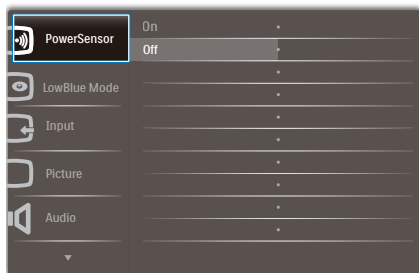 PowerSensor
On
Off
LowBlue Mode
Input
Picture
Audio